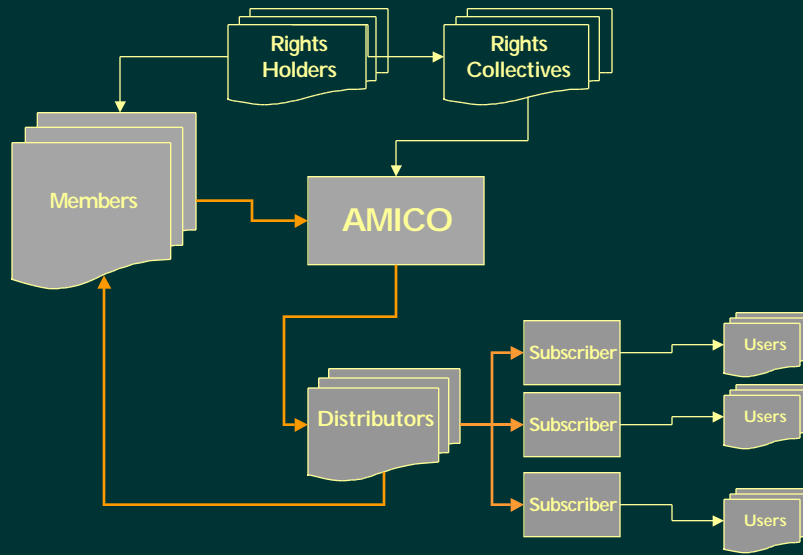 Rights
Holders
Rights
Collectives
Members
AMICO
Distributors
Subscriber
Users
Subscriber
Users
Subscriber
Users